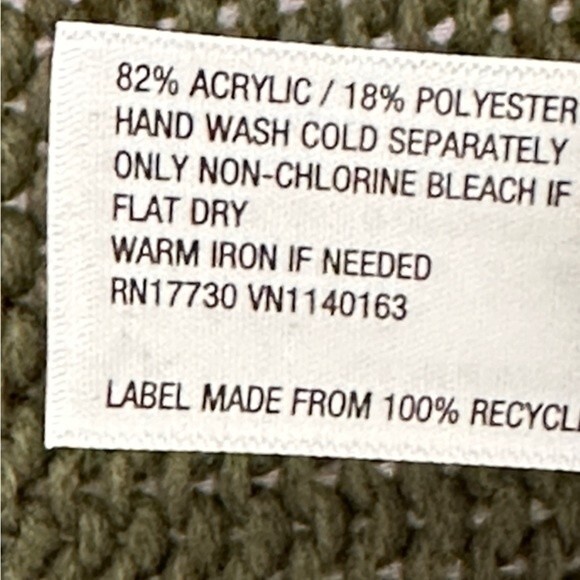 82% ACRYLIC / 18% POLYESTER
HAND WASH COLD SEPARATELY
ONLY NON-CHLORINE BLEACH IF
FLAT DRY
WARM IRON IF NEEDED
RN17730 VN1140163
LABEL MADE FROM 100% RECYCL